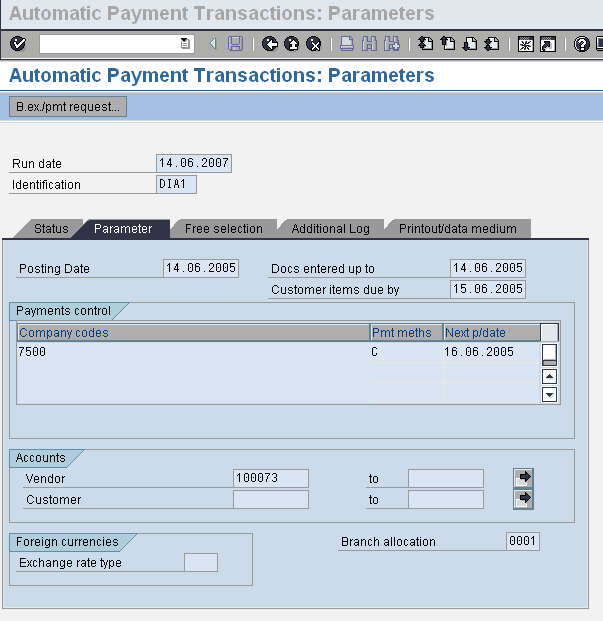 Automatic Payment Transactions: Parameters
Automatic Payment Transactions: Parameters
B.ex./pmt request...
Run date 14.06.2007
Identification DIA1
Status Parameter Free selection Additional Log Printout/data medium
Posting Date 14.06.2005 Docs entered up to 14.06.2005
Customer items due by 15.06.2005
Payments control
Company codes Pmt meths Next p/date
7500 C 16.06.2005
Accounts
Vendor 100073 to
Customer to
Foreign currencies
Branch allocation 0001
Exchange rate type